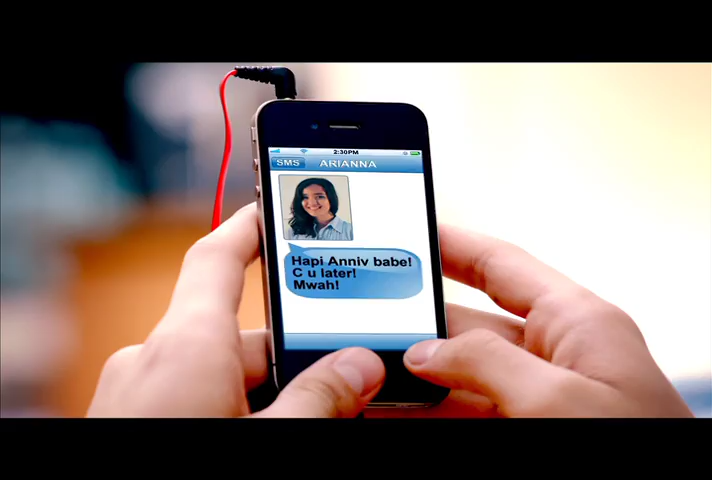 2:30PM
SMS ARIANNA
Hapi Anniv babe!
C u later!
Mwah!